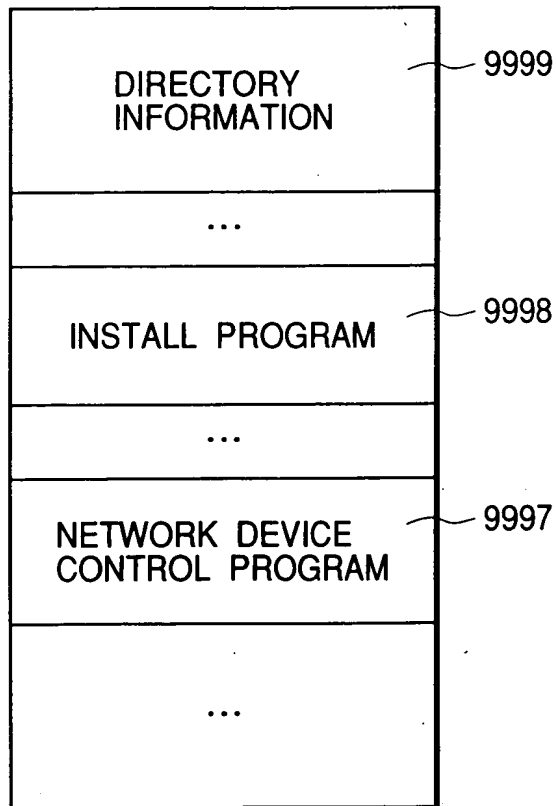 DIRECTORY
INFORMATION
9999
...
INSTALL PROGRAM
9998
...
NETWORK DEVICE
CONTROL PROGRAM
9997
...